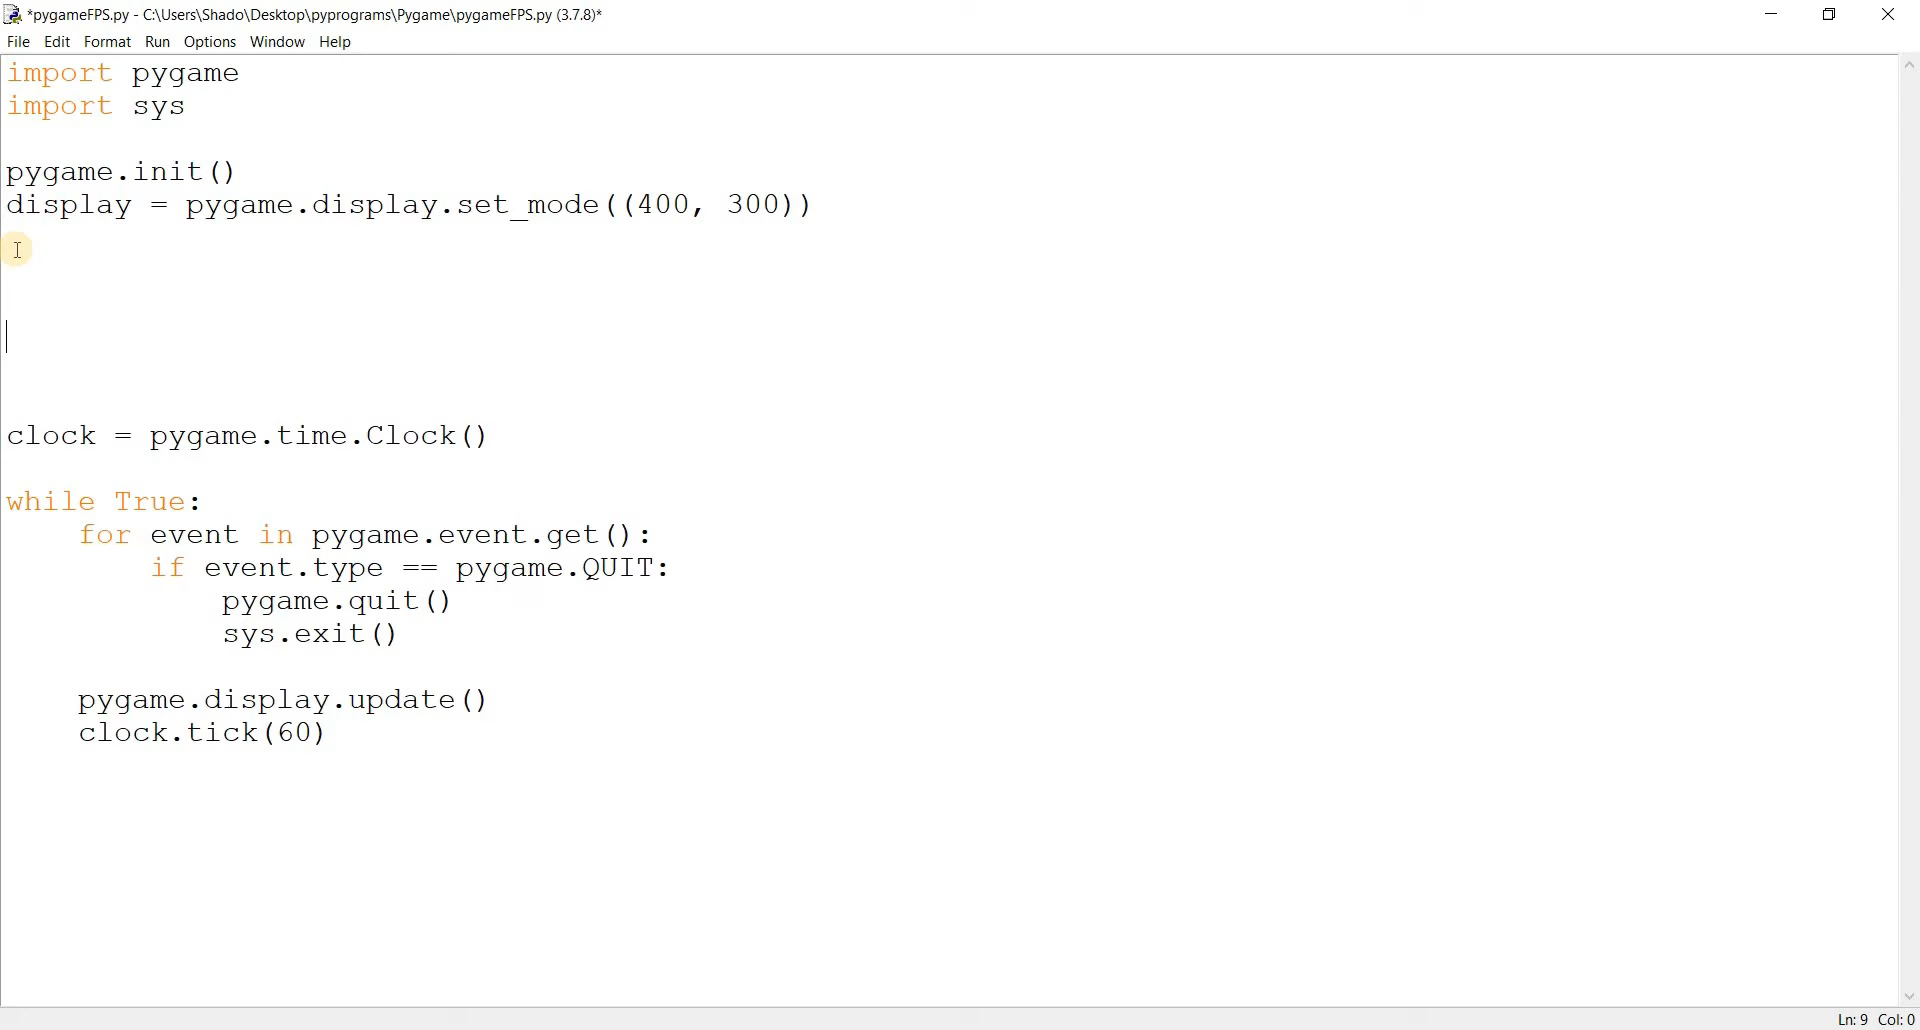 *pygameFPS.py - C:\Users\Shado\Desktop\pyprograms\Pygame\pygameFPS.py (3.7.8)*
File Edit Format Run Options Window Help
import pygame
import sys
pygame.init()
display = pygame.display.set_mode((400, 300))
clock = pygame.time.Clock()
while True:
    for event in pygame.event.get():
        if event.type == pygame.QUIT:
            pygame.quit()
            sys.exit()
    pygame.display.update()
    clock.tick(60)
Ln: 9 Col: 0